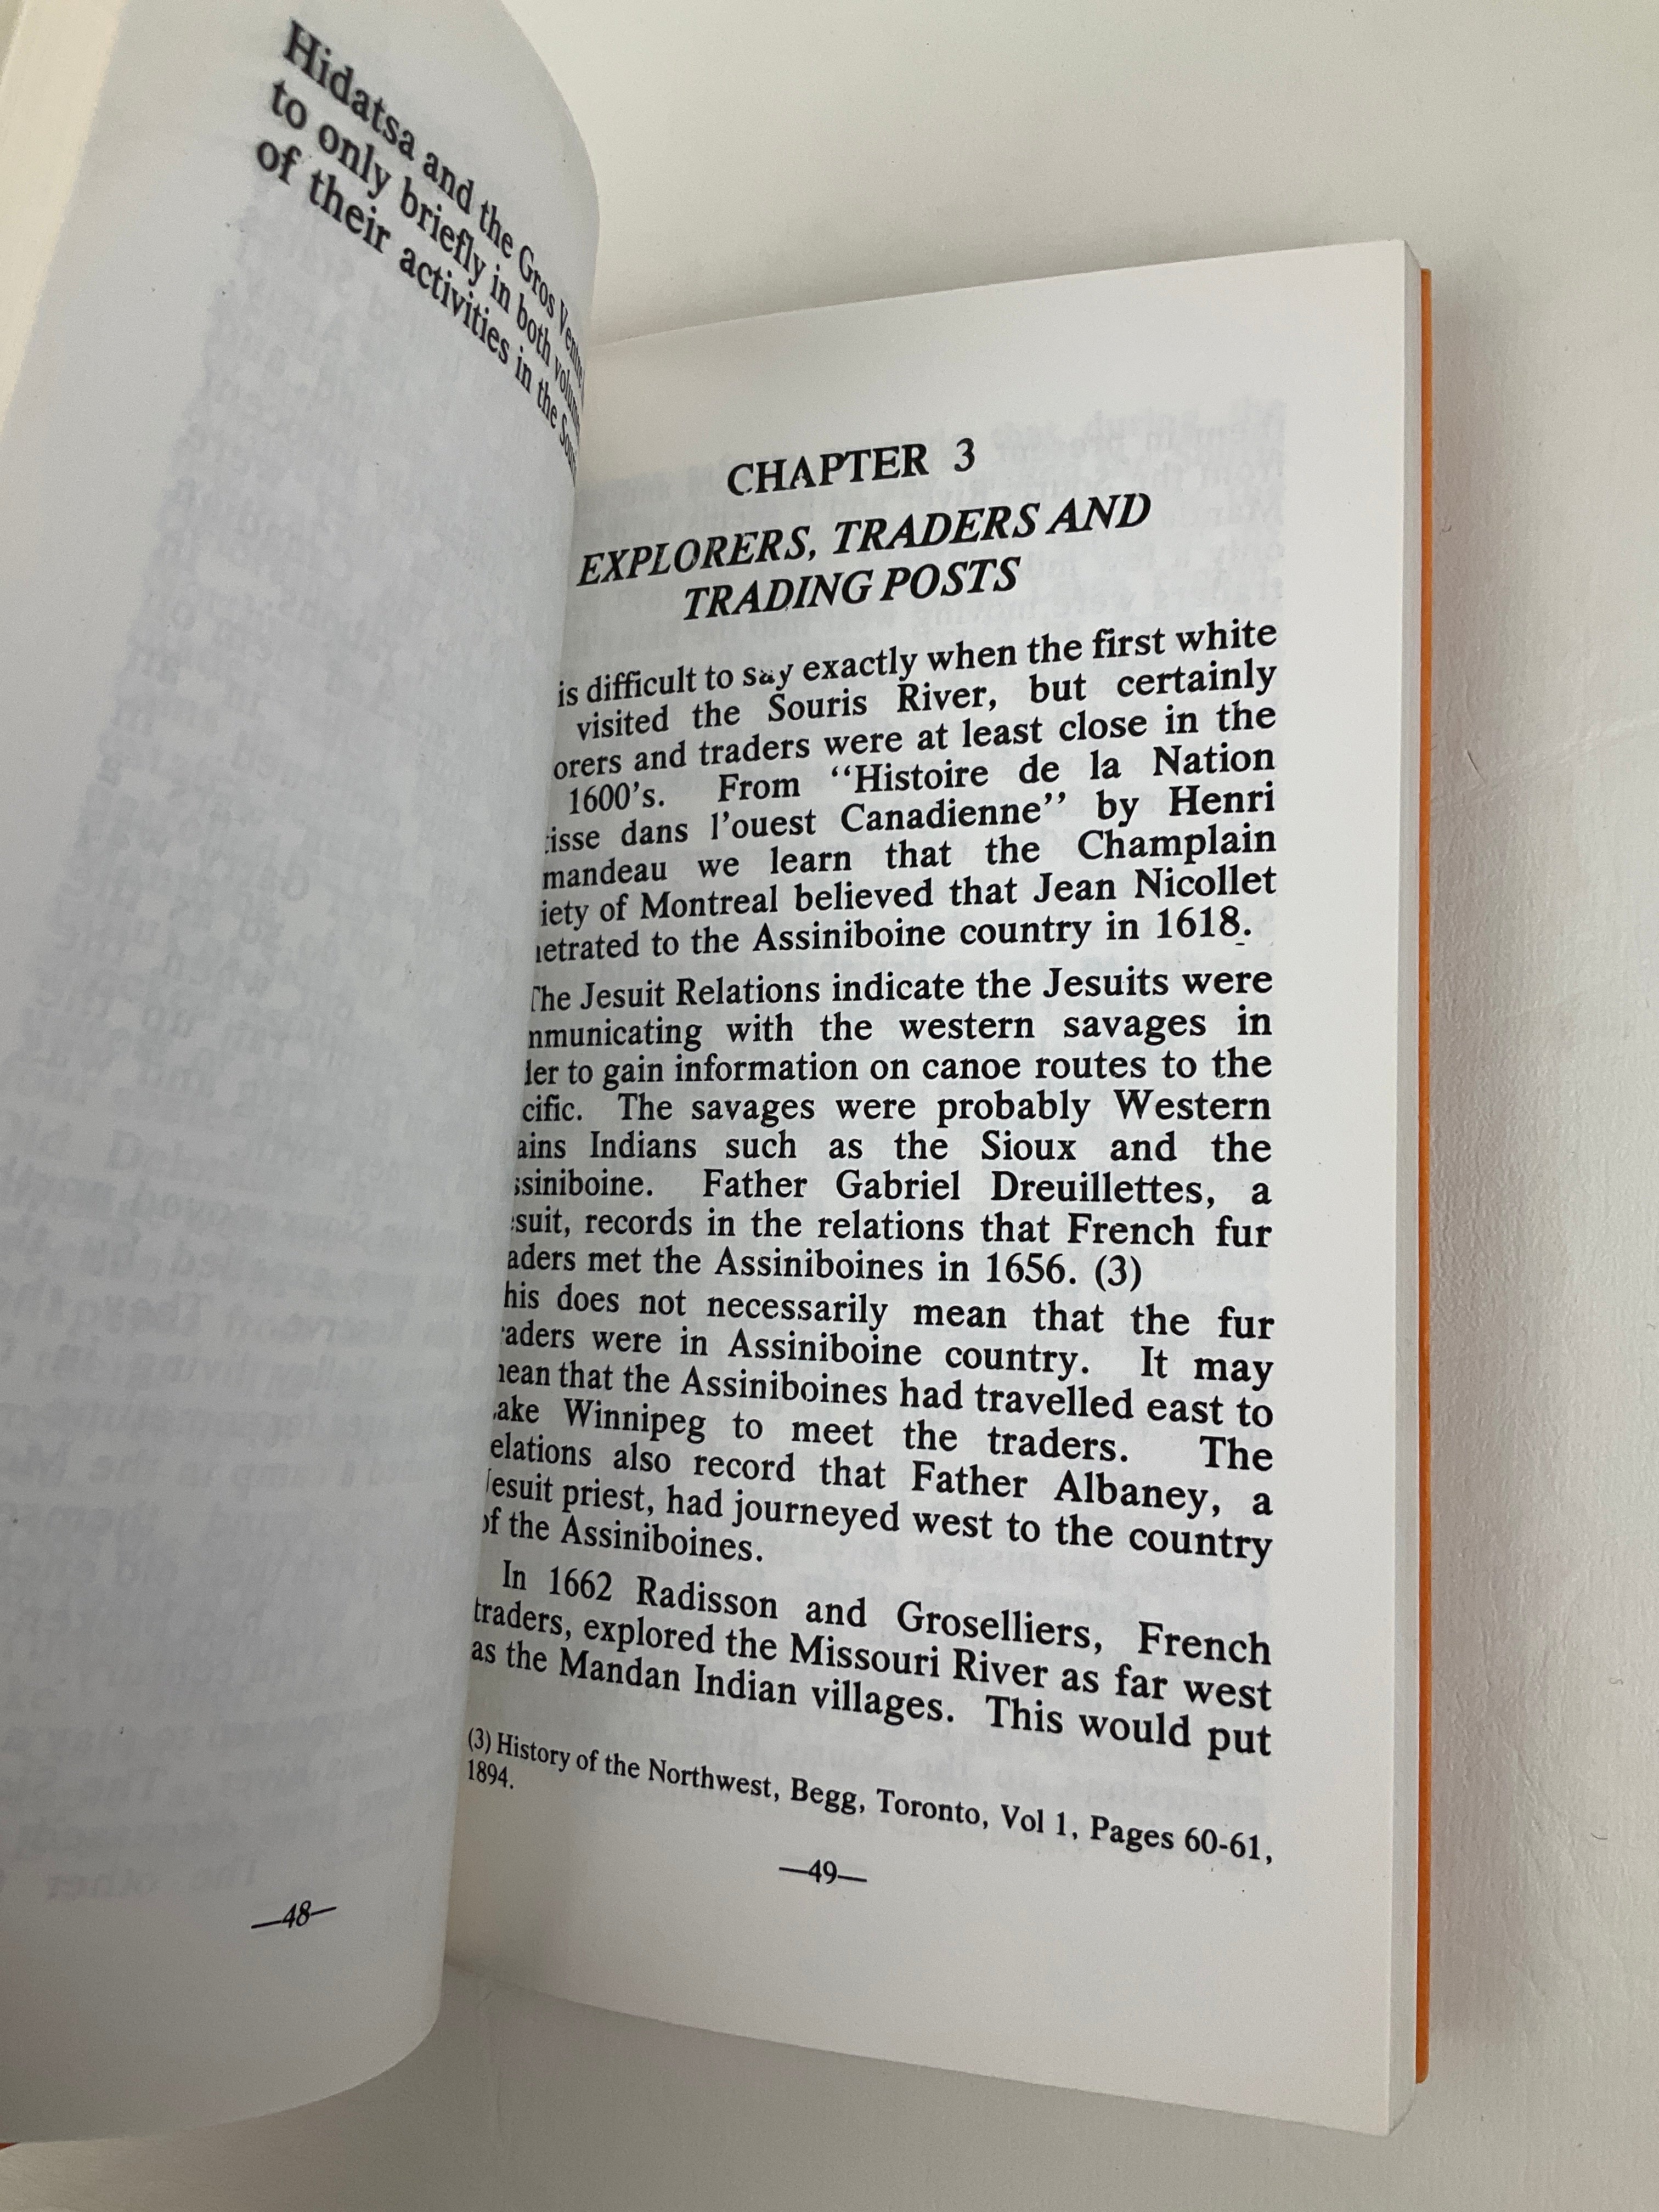 Hidatsa and the Gros Ventre
to only briefly in both
of their activities in the
—48—
CHAPTER 3
EXPLORERS, TRADERS AND
TRADING POSTS
is difficult to say exactly when the first white
visited the Souris River, but certainly
orers and traders were at least close in the
1600's. From "Histoire de la Nation
isse dans l'ouest Canadienne" by Henri
mandeau we learn that the Champlain
iety of Montreal believed that Jean Nicollet
etrated to the Assiniboine country in 1618.
The Jesuit Relations indicate the Jesuits were
mmunicating with the western savages in
der to gain information on canoe routes to the
cific. The savages were probably Western
ains Indians such as the Sioux and the
ssiniboine. Father Gabriel Dreuillettes, a
suit, records in the relations that French fur
aders met the Assiniboines in 1656. (3)
his does not necessarily mean that the fur
raders were in Assiniboine country. It may
mean that the Assiniboines had travelled east to
ake Winnipeg to meet the traders. The
elations also record that Father Albaney, a
Jesuit priest, had journeyed west to the country
of the Assiniboines.
In 1662 Radisson and Groselliers, French
traders, explored the Missouri River as far west
as the Mandan Indian villages. This would put
(3) History of the Northwest, Begg, Toronto, Vol 1, Pages 60-61,
1894.
—49—